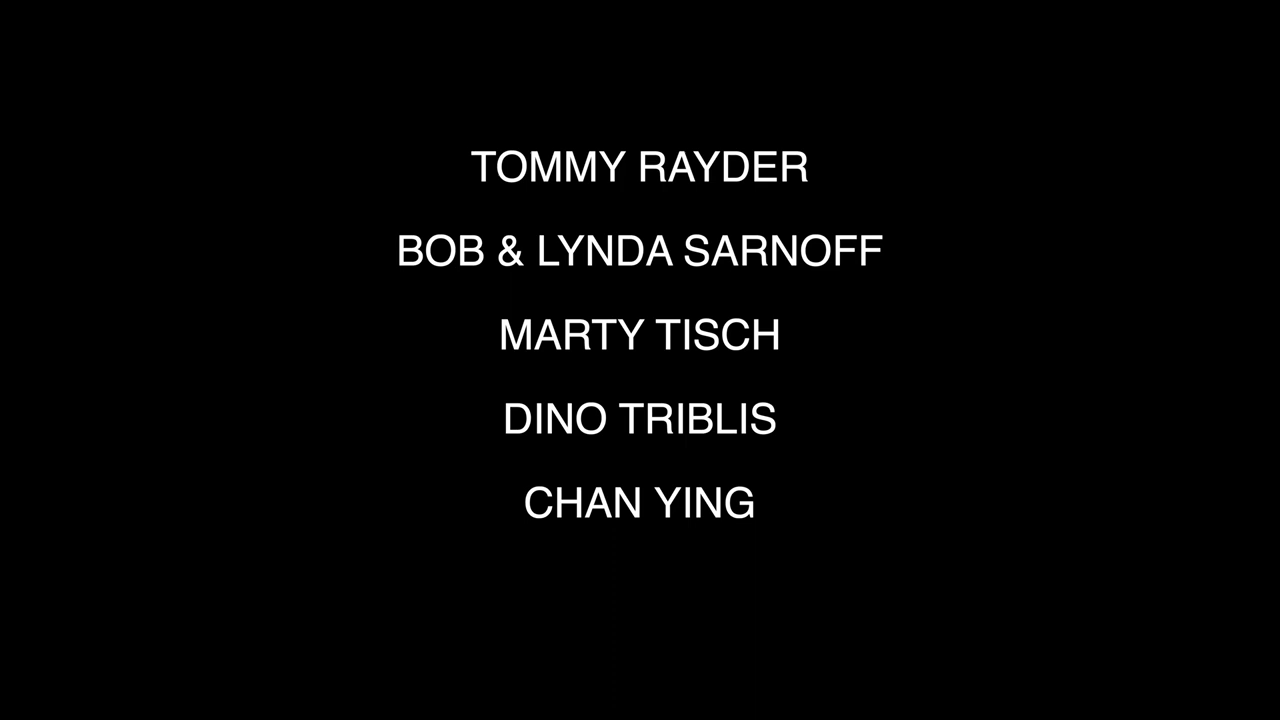 TOMMY RAYDER
BOB & LYNDA SARNOFF
MARTY TISCH
DINO TRIBLIS
CHAN YING